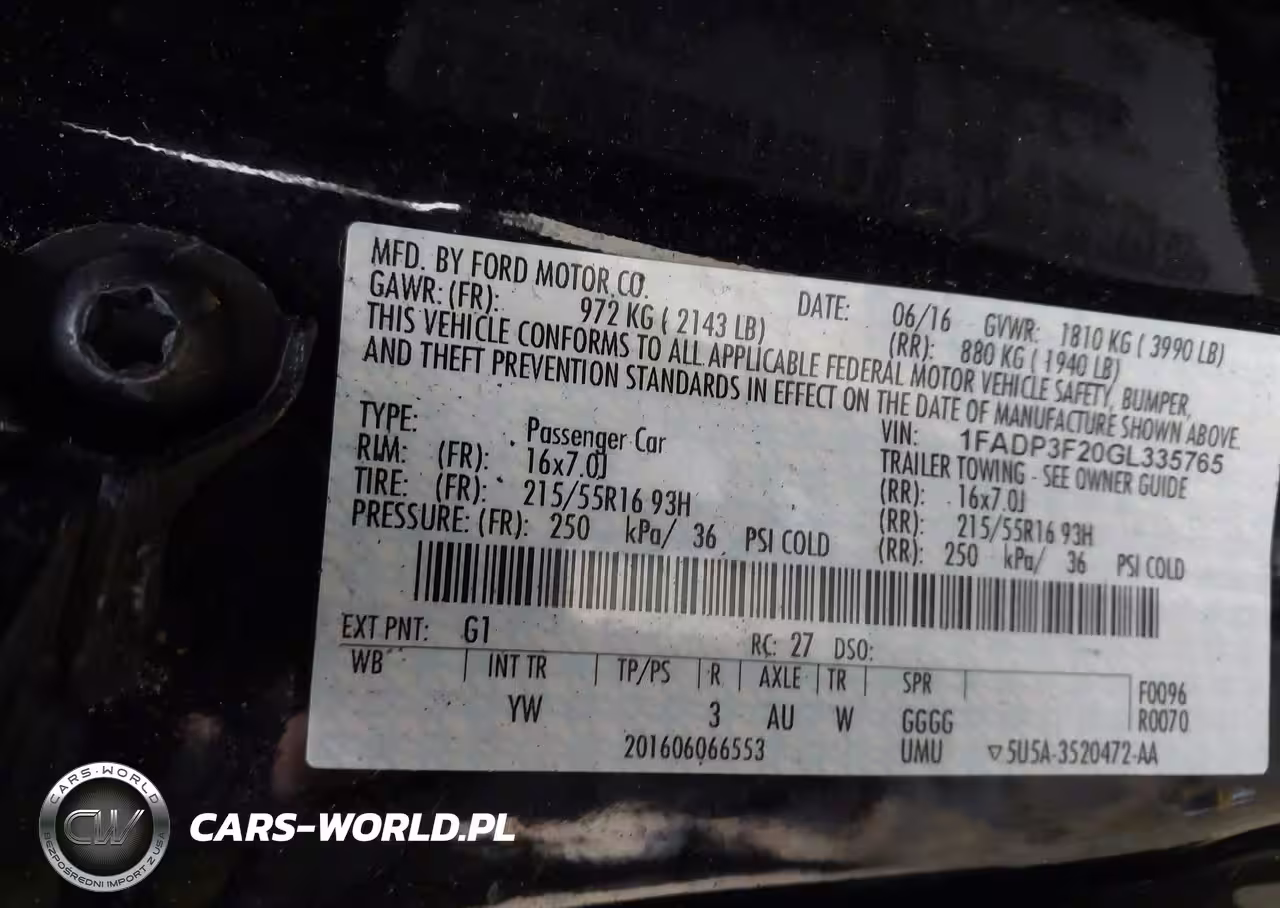 MFD. BY FORD MOTOR CO.
DATE: 06/16 GVWR: 1810 KG ( 3990 LB)
GAWR: (FR): 972 KG ( 2143 LB) (RR): 880 KG ( 1940 LB)
THIS VEHICLE CONFORMS TO ALL APPLICABLE FEDERAL MOTOR VEHICLE SAFETY, BUMPER,
AND THEFT PREVENTION STANDARDS IN EFFECT ON THE DATE OF MANUFACTURE SHOWN ABOVE.
VIN: 1FADP3F20GL335765
TYPE: Passenger Car TRAILER TOWING - SEE OWNER GUIDE
RIM: (FR): 16x7.0J (RR): 16x7.0J
TIRE: (FR): 215/55R16 93H (RR): 215/55R16 93H
PRESSURE: (FR): 250 kPa/ 36 PSI COLD (RR): 250 kPa/ 36 PSI COLD
EXT PNT: G1 RC: 27 DSO:
WB INT TR TP/PS R AXLE TR SPR F0096
YW 3 AU W GGGG R0070
201606066553 UMU ▽5U5A-3520472-AA
CARS-WORLD
CW
BEZPOŚREDNI IMPORT Z USA
CARS-WORLD.PL